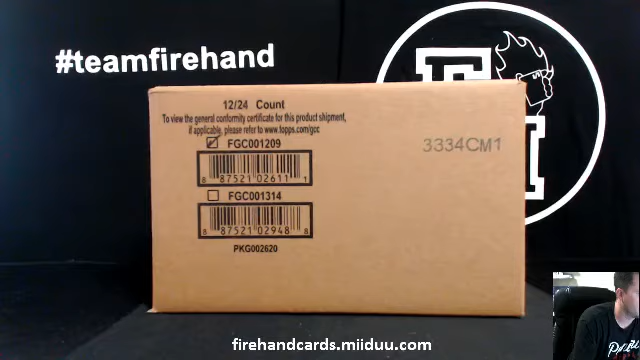 #teamfirehand
12/24 Count
To view the general conformity certificate for this product shipment,
if applicable, please refer to www.topps.com/gcc
FGC001209
8 87521 02611 1
3334CM1
FGC001314
8 87521 02948 8
PKG002620
firehandcards.miiduu.com